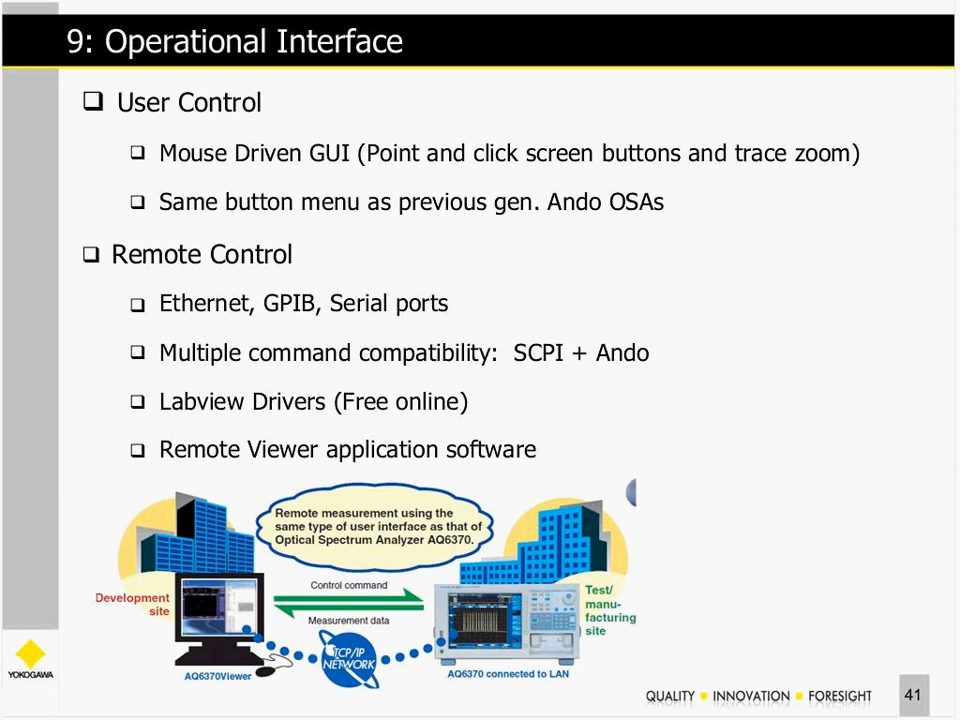 9: Operational Interface
User Control
Mouse Driven GUI (Point and click screen buttons and trace zoom)
Same button menu as previous gen. Ando OSAs
Remote Control
Ethernet, GPIB, Serial ports
Multiple command compatibility: SCPI + Ando
Labview Drivers (Free online)
Remote Viewer application software
Remote measurement using the
same type of user interface as that of
Optical Spectrum Analyzer AQ6370.
Control command
Development
site
Measurement data
Test/
manu-
facturing
site
TCP/IP
NETWORK
AQ6370Viewer
AQ6370 connected to LAN
YOKOGAWA
QUALITY INNOVATION FORESIGHT
41